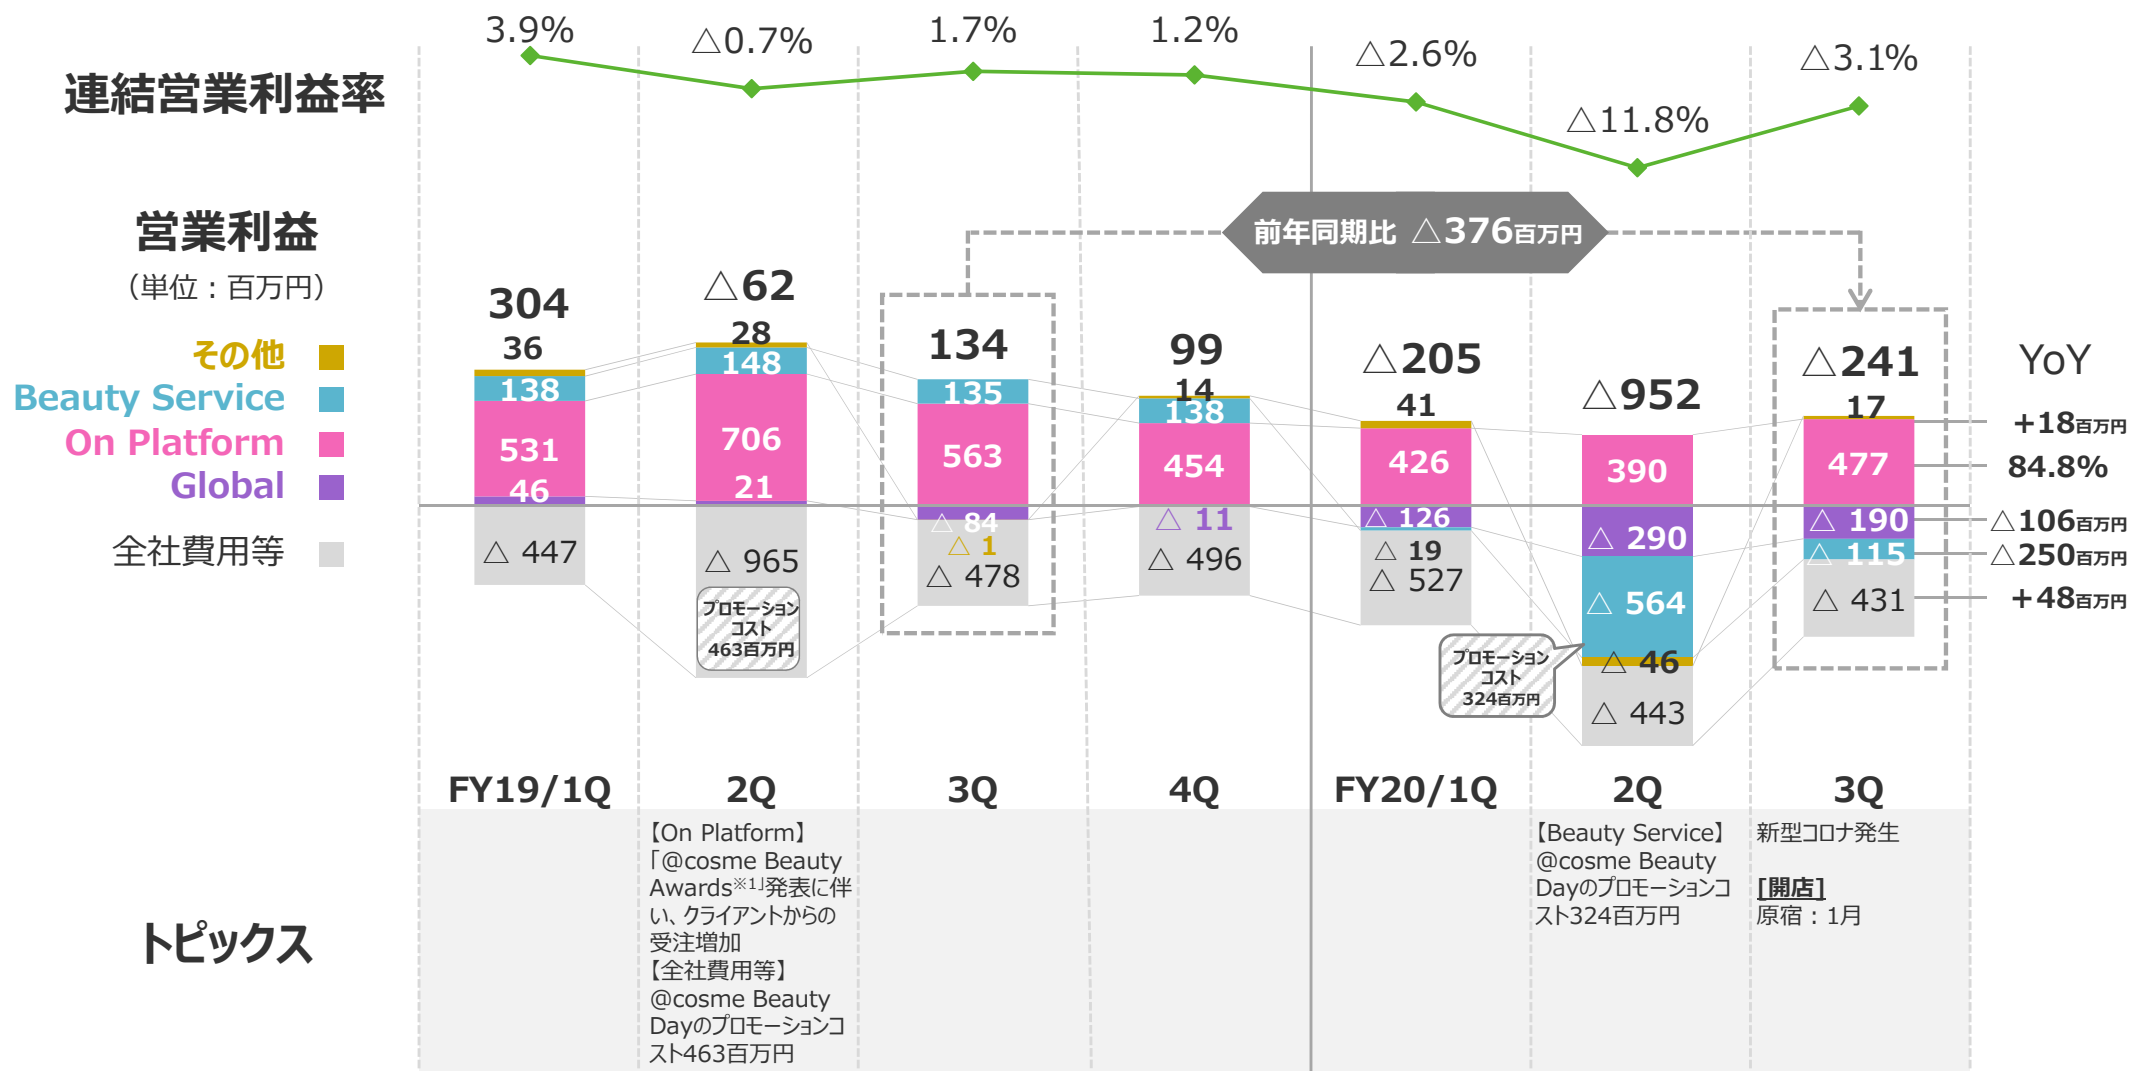 連結営業利益率
3.9%
△0.7%
1.7%
1.2%
△2.6%
△11.8%
△3.1%
営業利益
（単位：百万円）
前年同期比 △376百万円
その他
Beauty Service
On Platform
Global
全社費用等
304
36
138
531
46
△ 447
△62
28
148
706
21
△ 965
プロモーション
コスト
463百万円
134
135
563
△ 84
△ 1
△ 478
99
14
138
454
△ 11
△ 496
△205
41
426
△ 126
△ 19
△ 527
△952
390
△ 290
△ 564
△ 46
△ 443
プロモーション
コスト
324百万円
△241
17
477
△ 190
△ 115
△ 431
YoY
+18百万円
84.8%
△106百万円
△250百万円
+48百万円
FY19/1Q
2Q
3Q
4Q
FY20/1Q
2Q
3Q
トピックス
【On Platform】
「@cosme Beauty
Awards※1」発表に伴
い、クライアントからの
受注増加
【全社費用等】
@cosme Beauty
Dayのプロモーションコ
スト463百万円
【Beauty Service】
@cosme Beauty
Dayのプロモーションコ
スト324百万円
新型コロナ発生
[開店]
原宿：1月